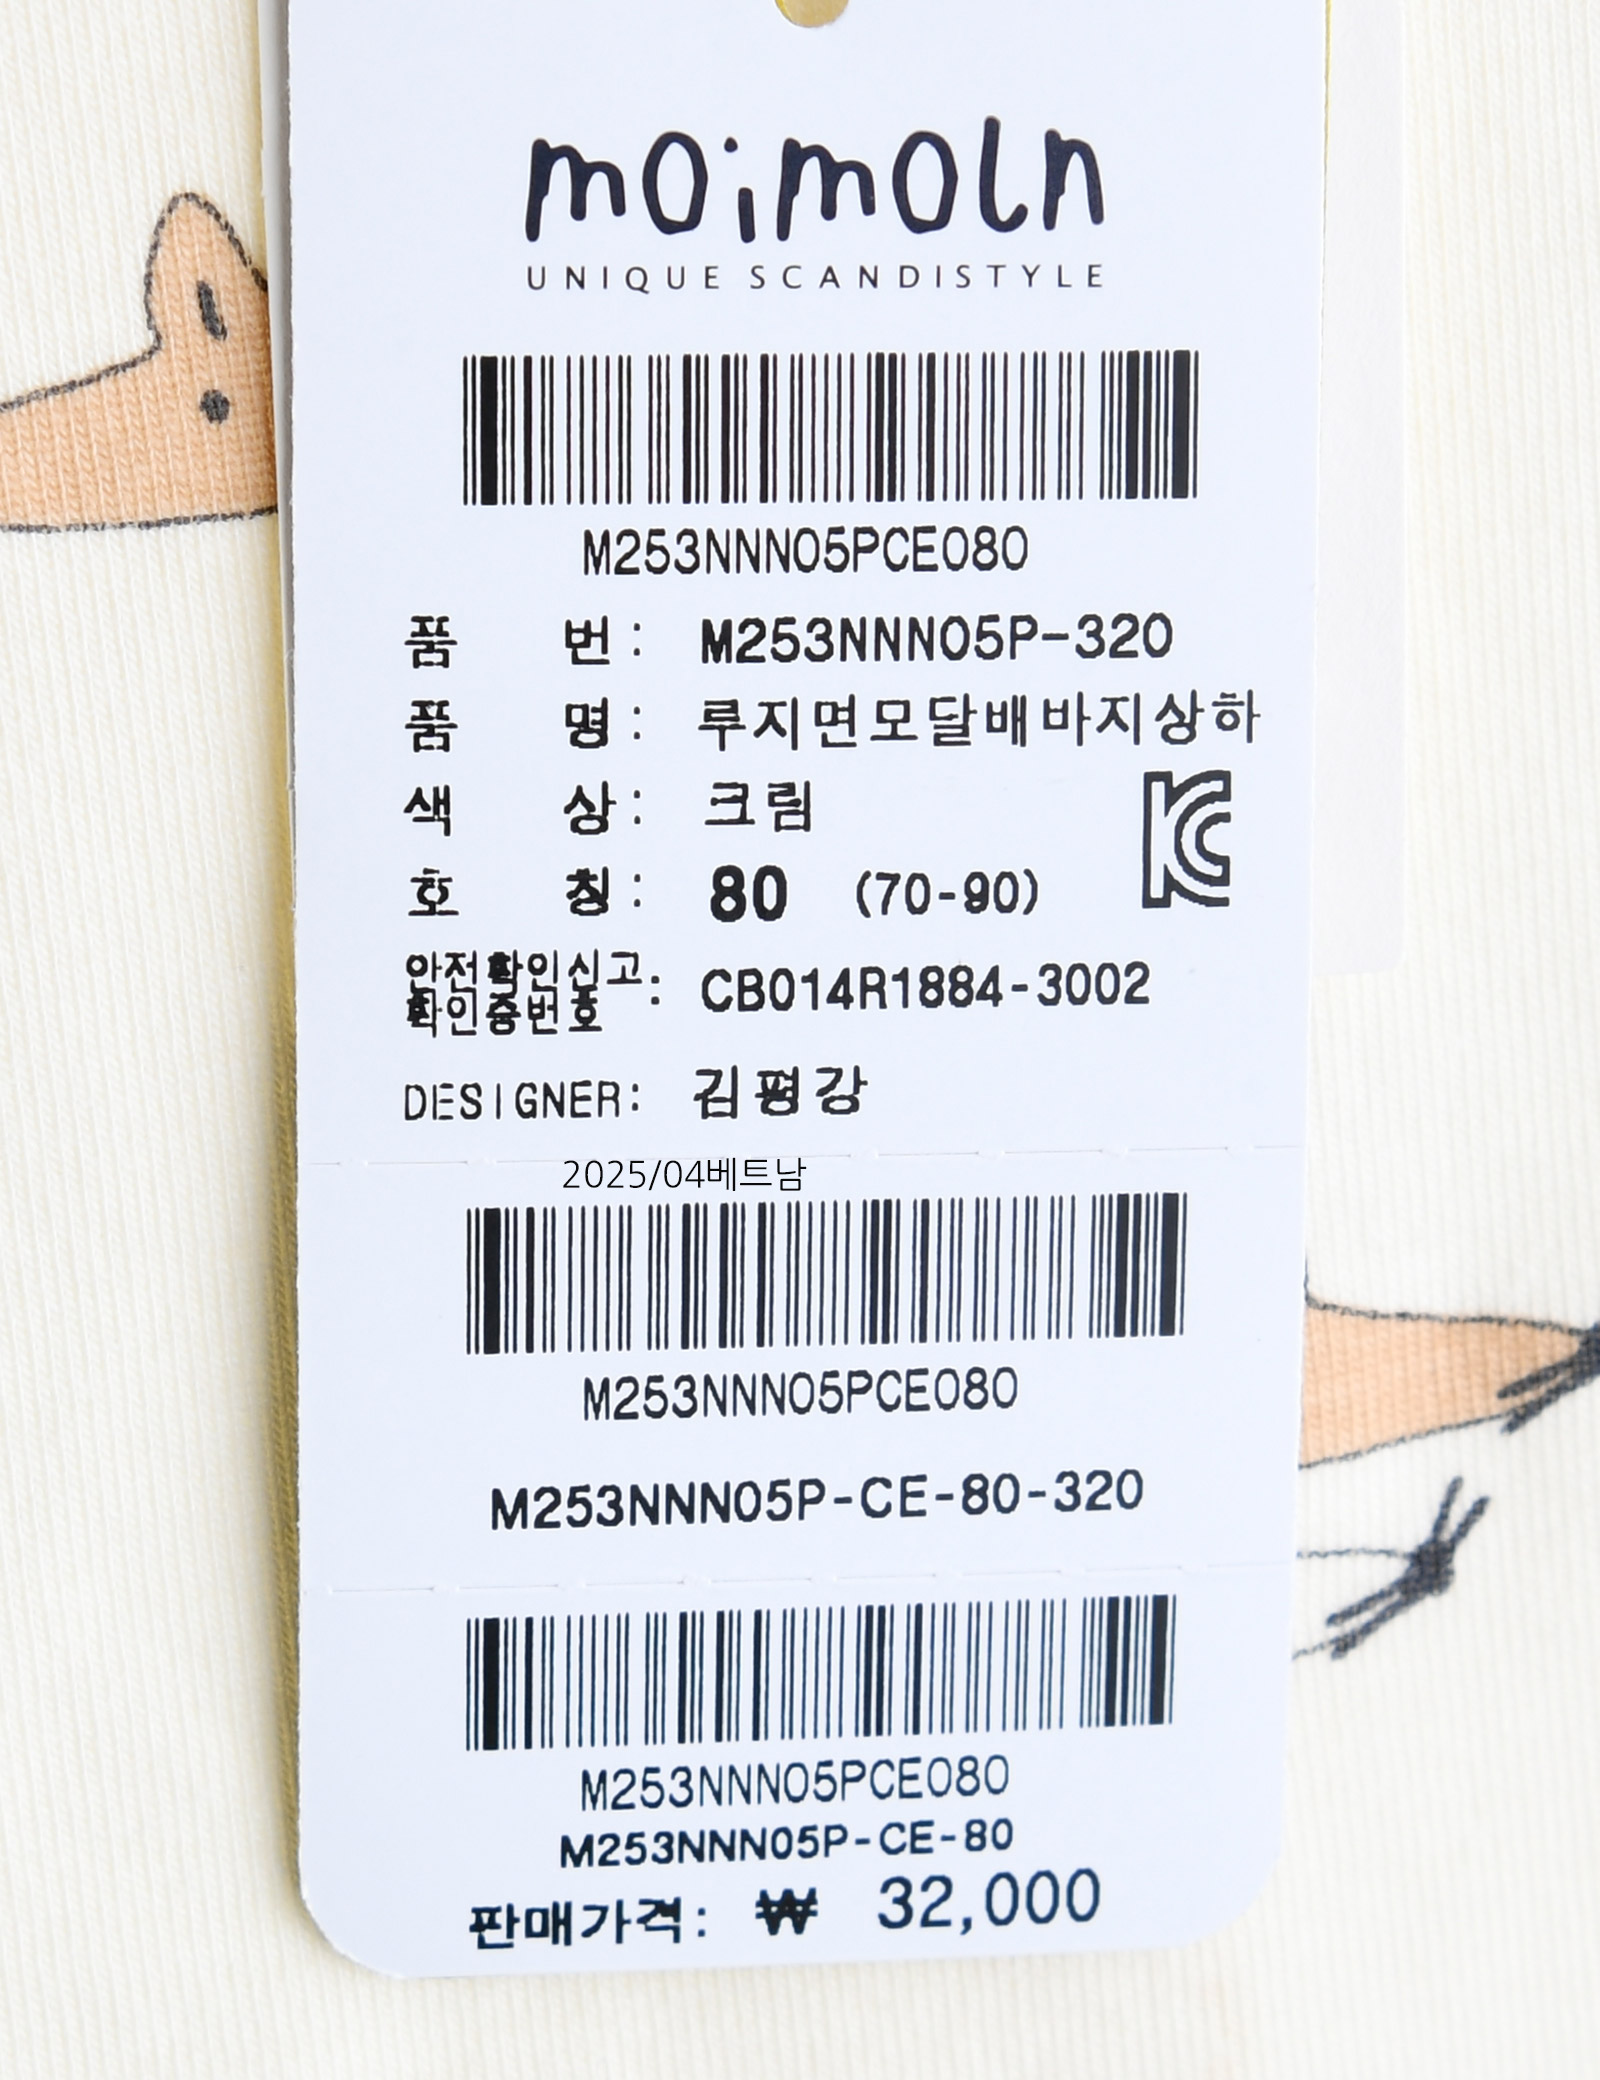 moimoln
UNIQUE SCANDISTYLE
M253NNN05PCE080
품 번: M253NNN05P-320
품 명: 루지면모달배바지상하
색 상: 크림
호 칭: 80 (70-90)
안전확인신고
확인증번호: CB014R1884-3002
DESIGNER: 김평강
2025/04베트남
M253NNN05PCE080
M253NNN05P-CE-80-320
M253NNN05PCE080
M253NNN05P-CE-80
판매가격: ₩ 32,000